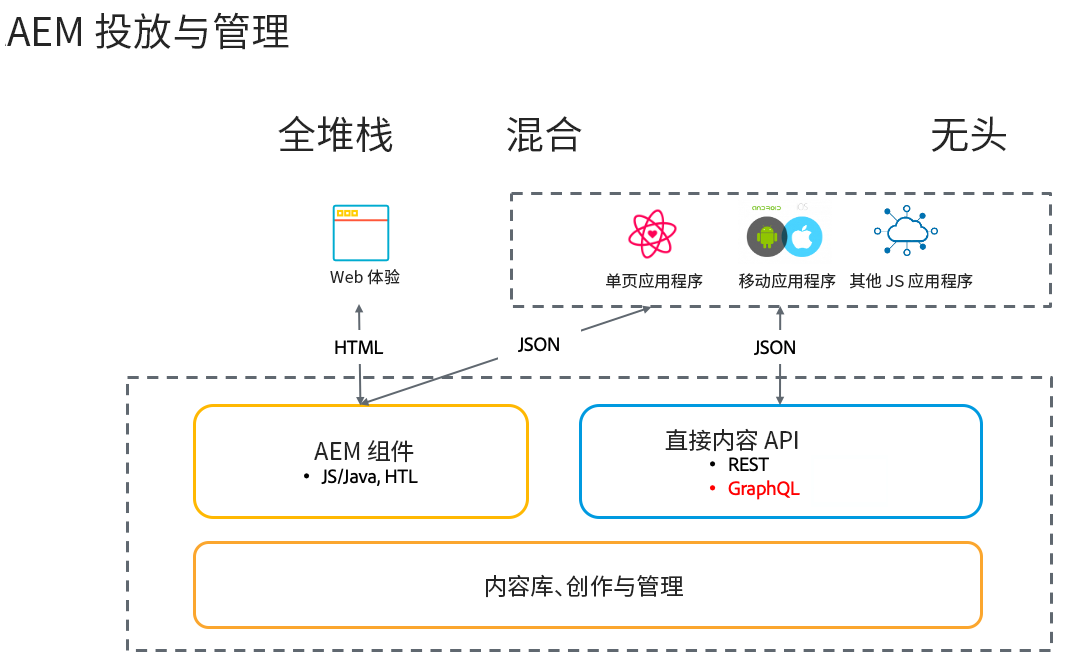 AEM 投放与管理
全堆栈
混合
无头
ANDROID
iOS
Web 体验
单页应用程序
移动应用程序
其他 JS 应用程序
HTML
JSON
JSON
AEM 组件
• JS/Java, HTL
直接内容 API
• REST
• GraphQL
内容库、创作与管理